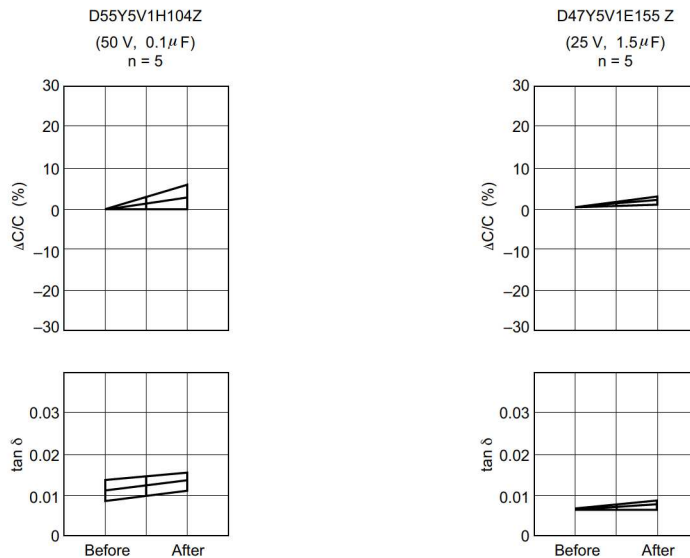 D55Y5V1H104Z
(50 V, 0.1μF)
n = 5
30
20
10
0
–10
–20
–30
ΔC/C (%)
0.03
0.02
0.01
0
tan δ
Before After
D47Y5V1E155 Z
(25 V, 1.5μF)
n = 5
30
20
10
0
–10
–20
–30
ΔC/C (%)
0.03
0.02
0.01
0
tan δ
Before After